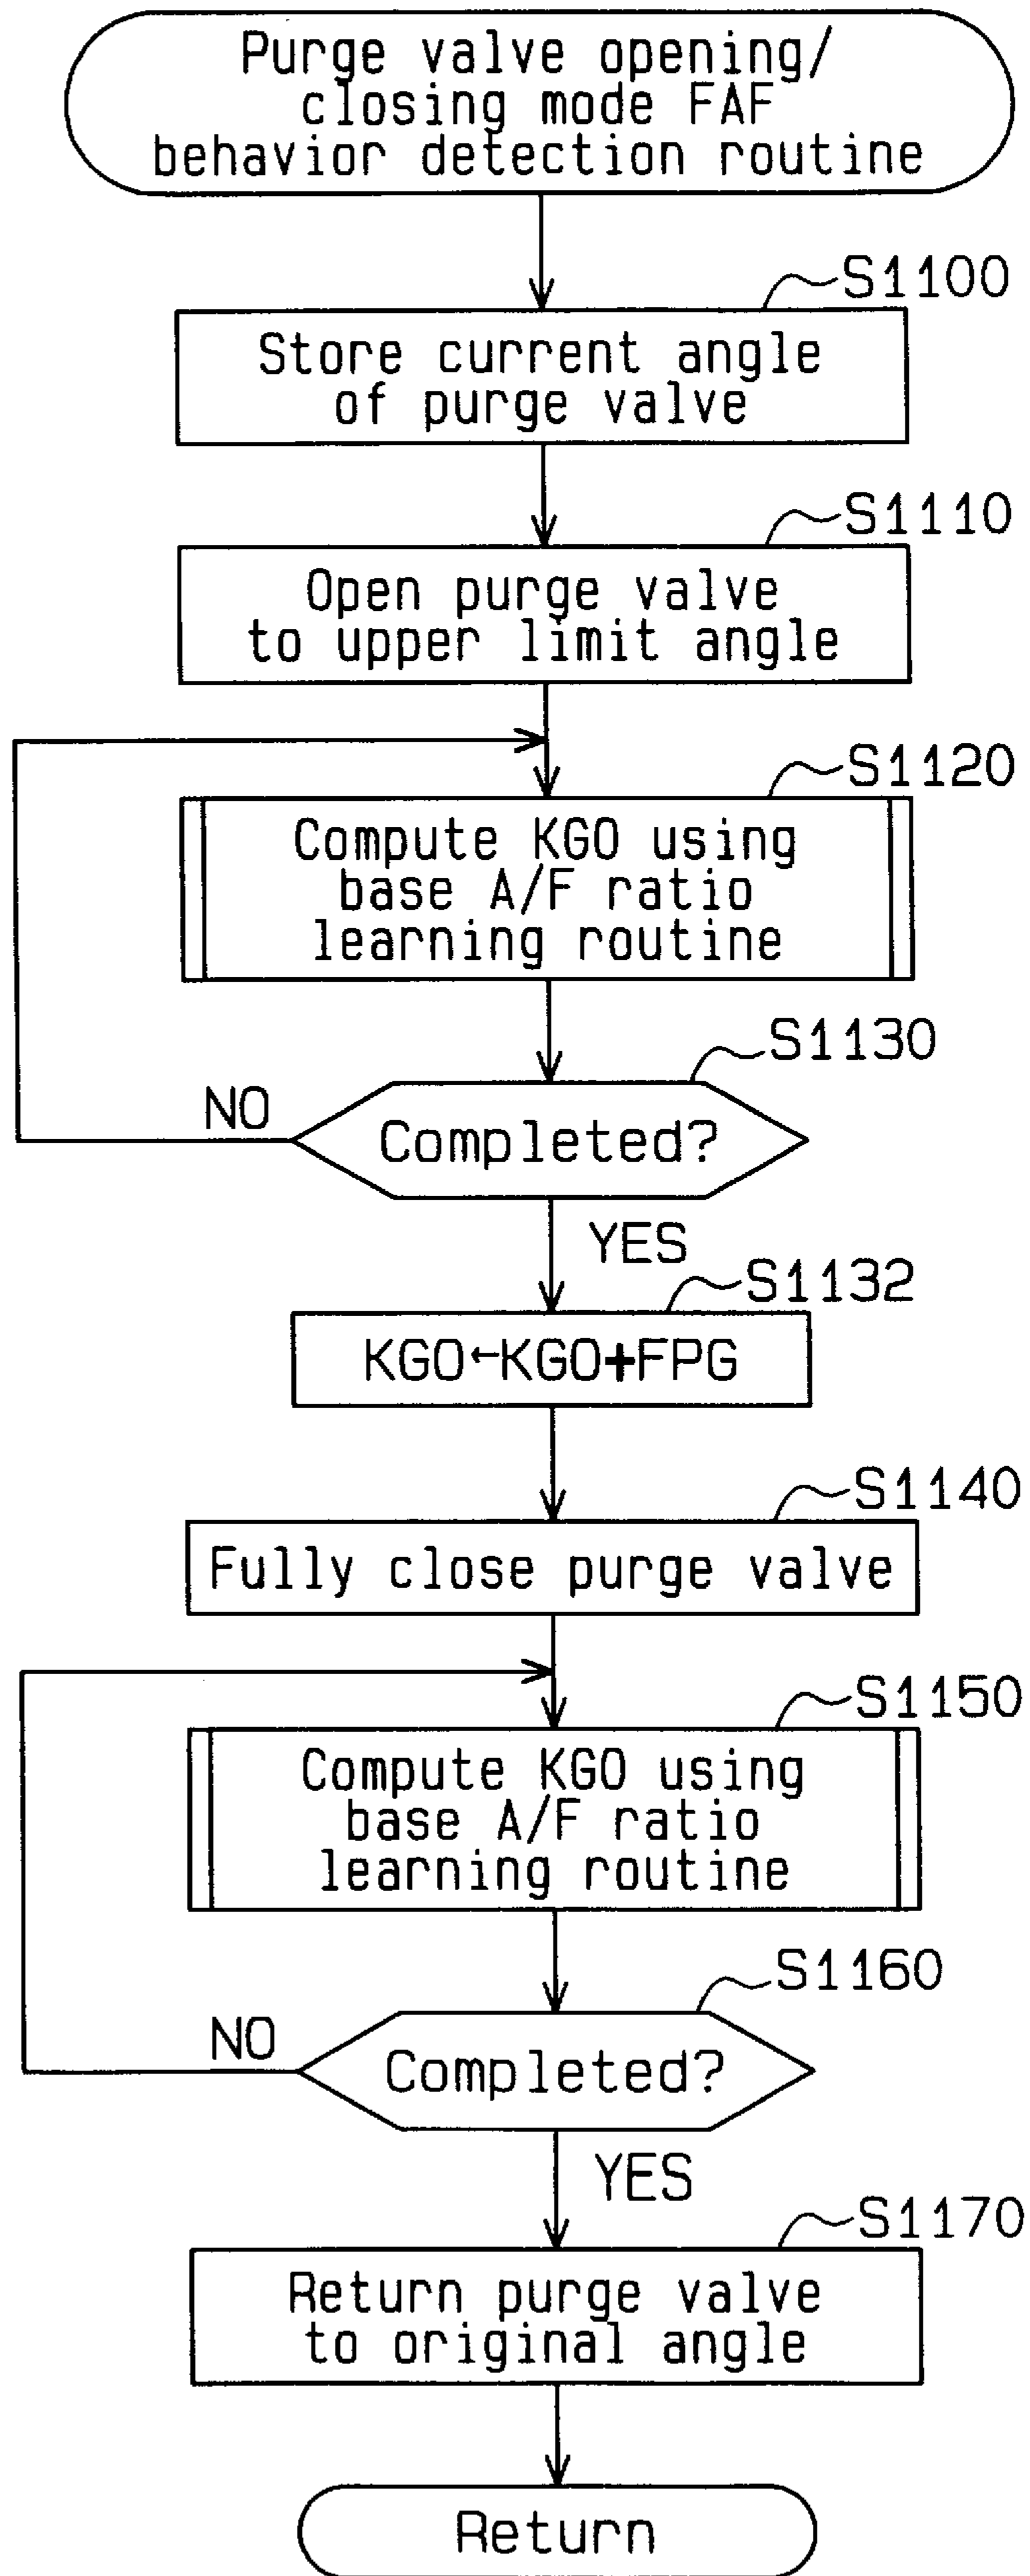 Purge valve opening/
closing mode FAF
behavior detection routine
S1100
Store current angle
of purge valve
S1110
Open purge valve
to upper limit angle
S1120
Compute KGO using
base A/F ratio
learning routine
S1130
NO
Completed?
YES
S1132
KGO←KGO+FPG
S1140
Fully close purge valve
S1150
Compute KGO using
base A/F ratio
learning routine
S1160
NO
Completed?
YES
S1170
Return purge valve
to original angle
Return